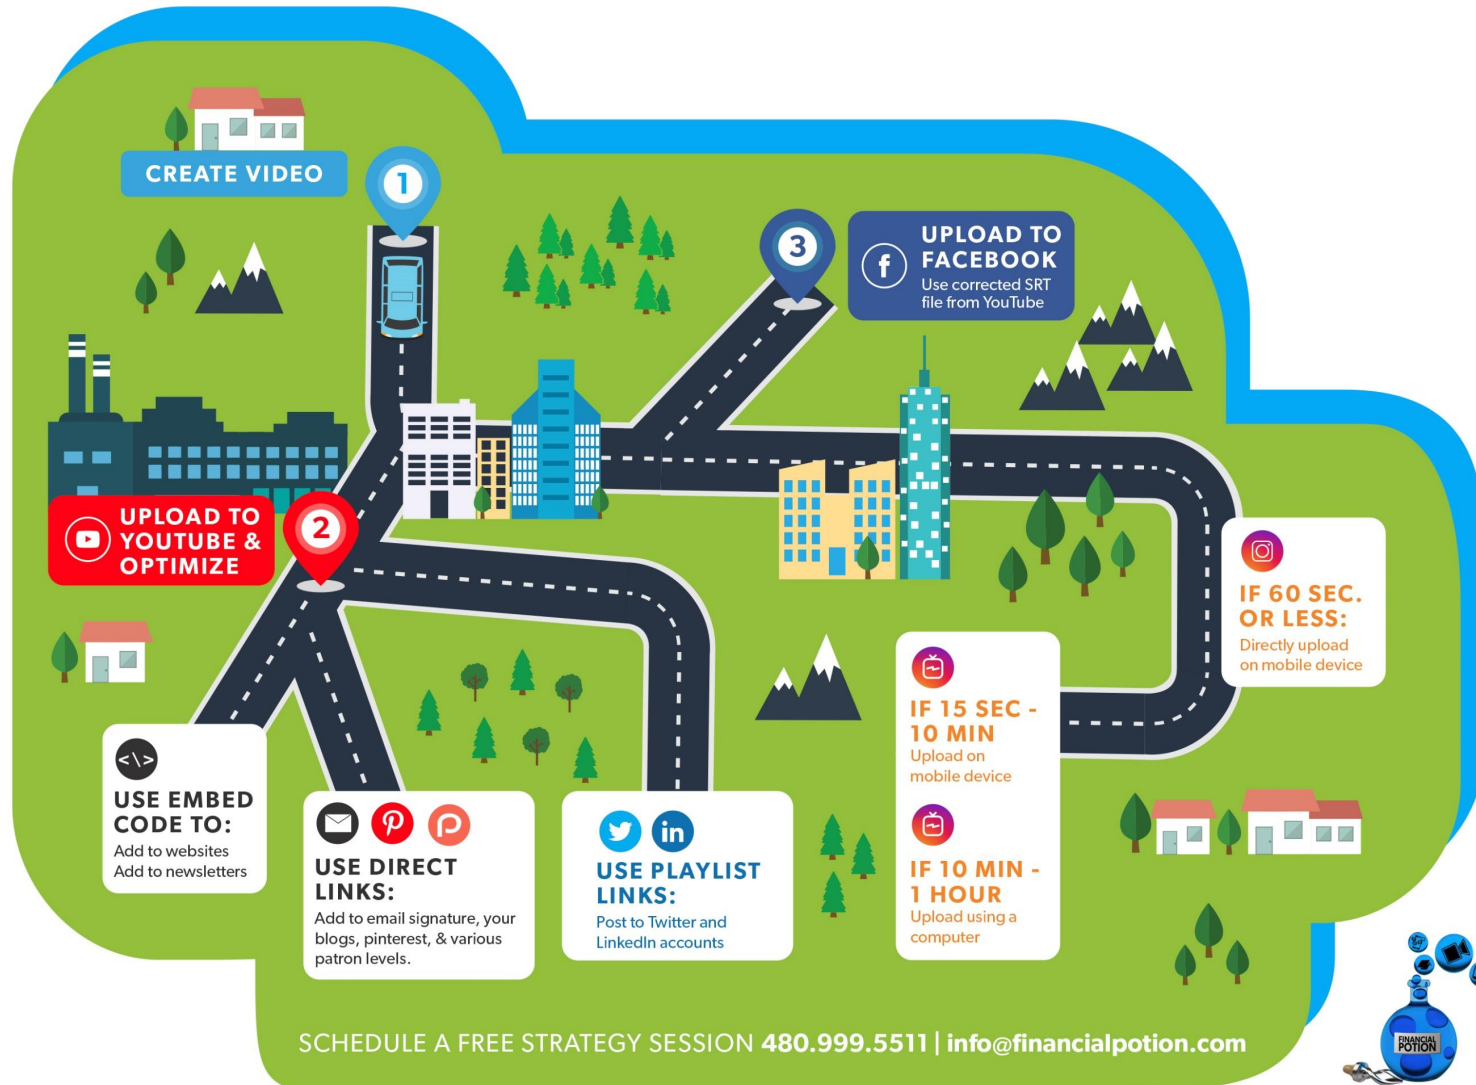 CREATE VIDEO
1
3
UPLOAD TO
FACEBOOK
Use corrected SRT
file from YouTube
f
UPLOAD TO
YOUTUBE &
OPTIMIZE
2
IF 60 SEC.
OR LESS:
Directly upload
on mobile device
IF 15 SEC -
10 MIN
Upload on
mobile device
IF 10 MIN -
1 HOUR
Upload using a
computer
<\>
USE EMBED
CODE TO:
Add to websites
Add to newsletters
USE DIRECT
LINKS:
Add to email signature, your
blogs, pinterest, & various
patron levels.
in
USE PLAYLIST
LINKS:
Post to Twitter and
LinkedIn accounts
SCHEDULE A FREE STRATEGY SESSION 480.999.5511 | info@financialpotion.com
FINANCIAL
POTION